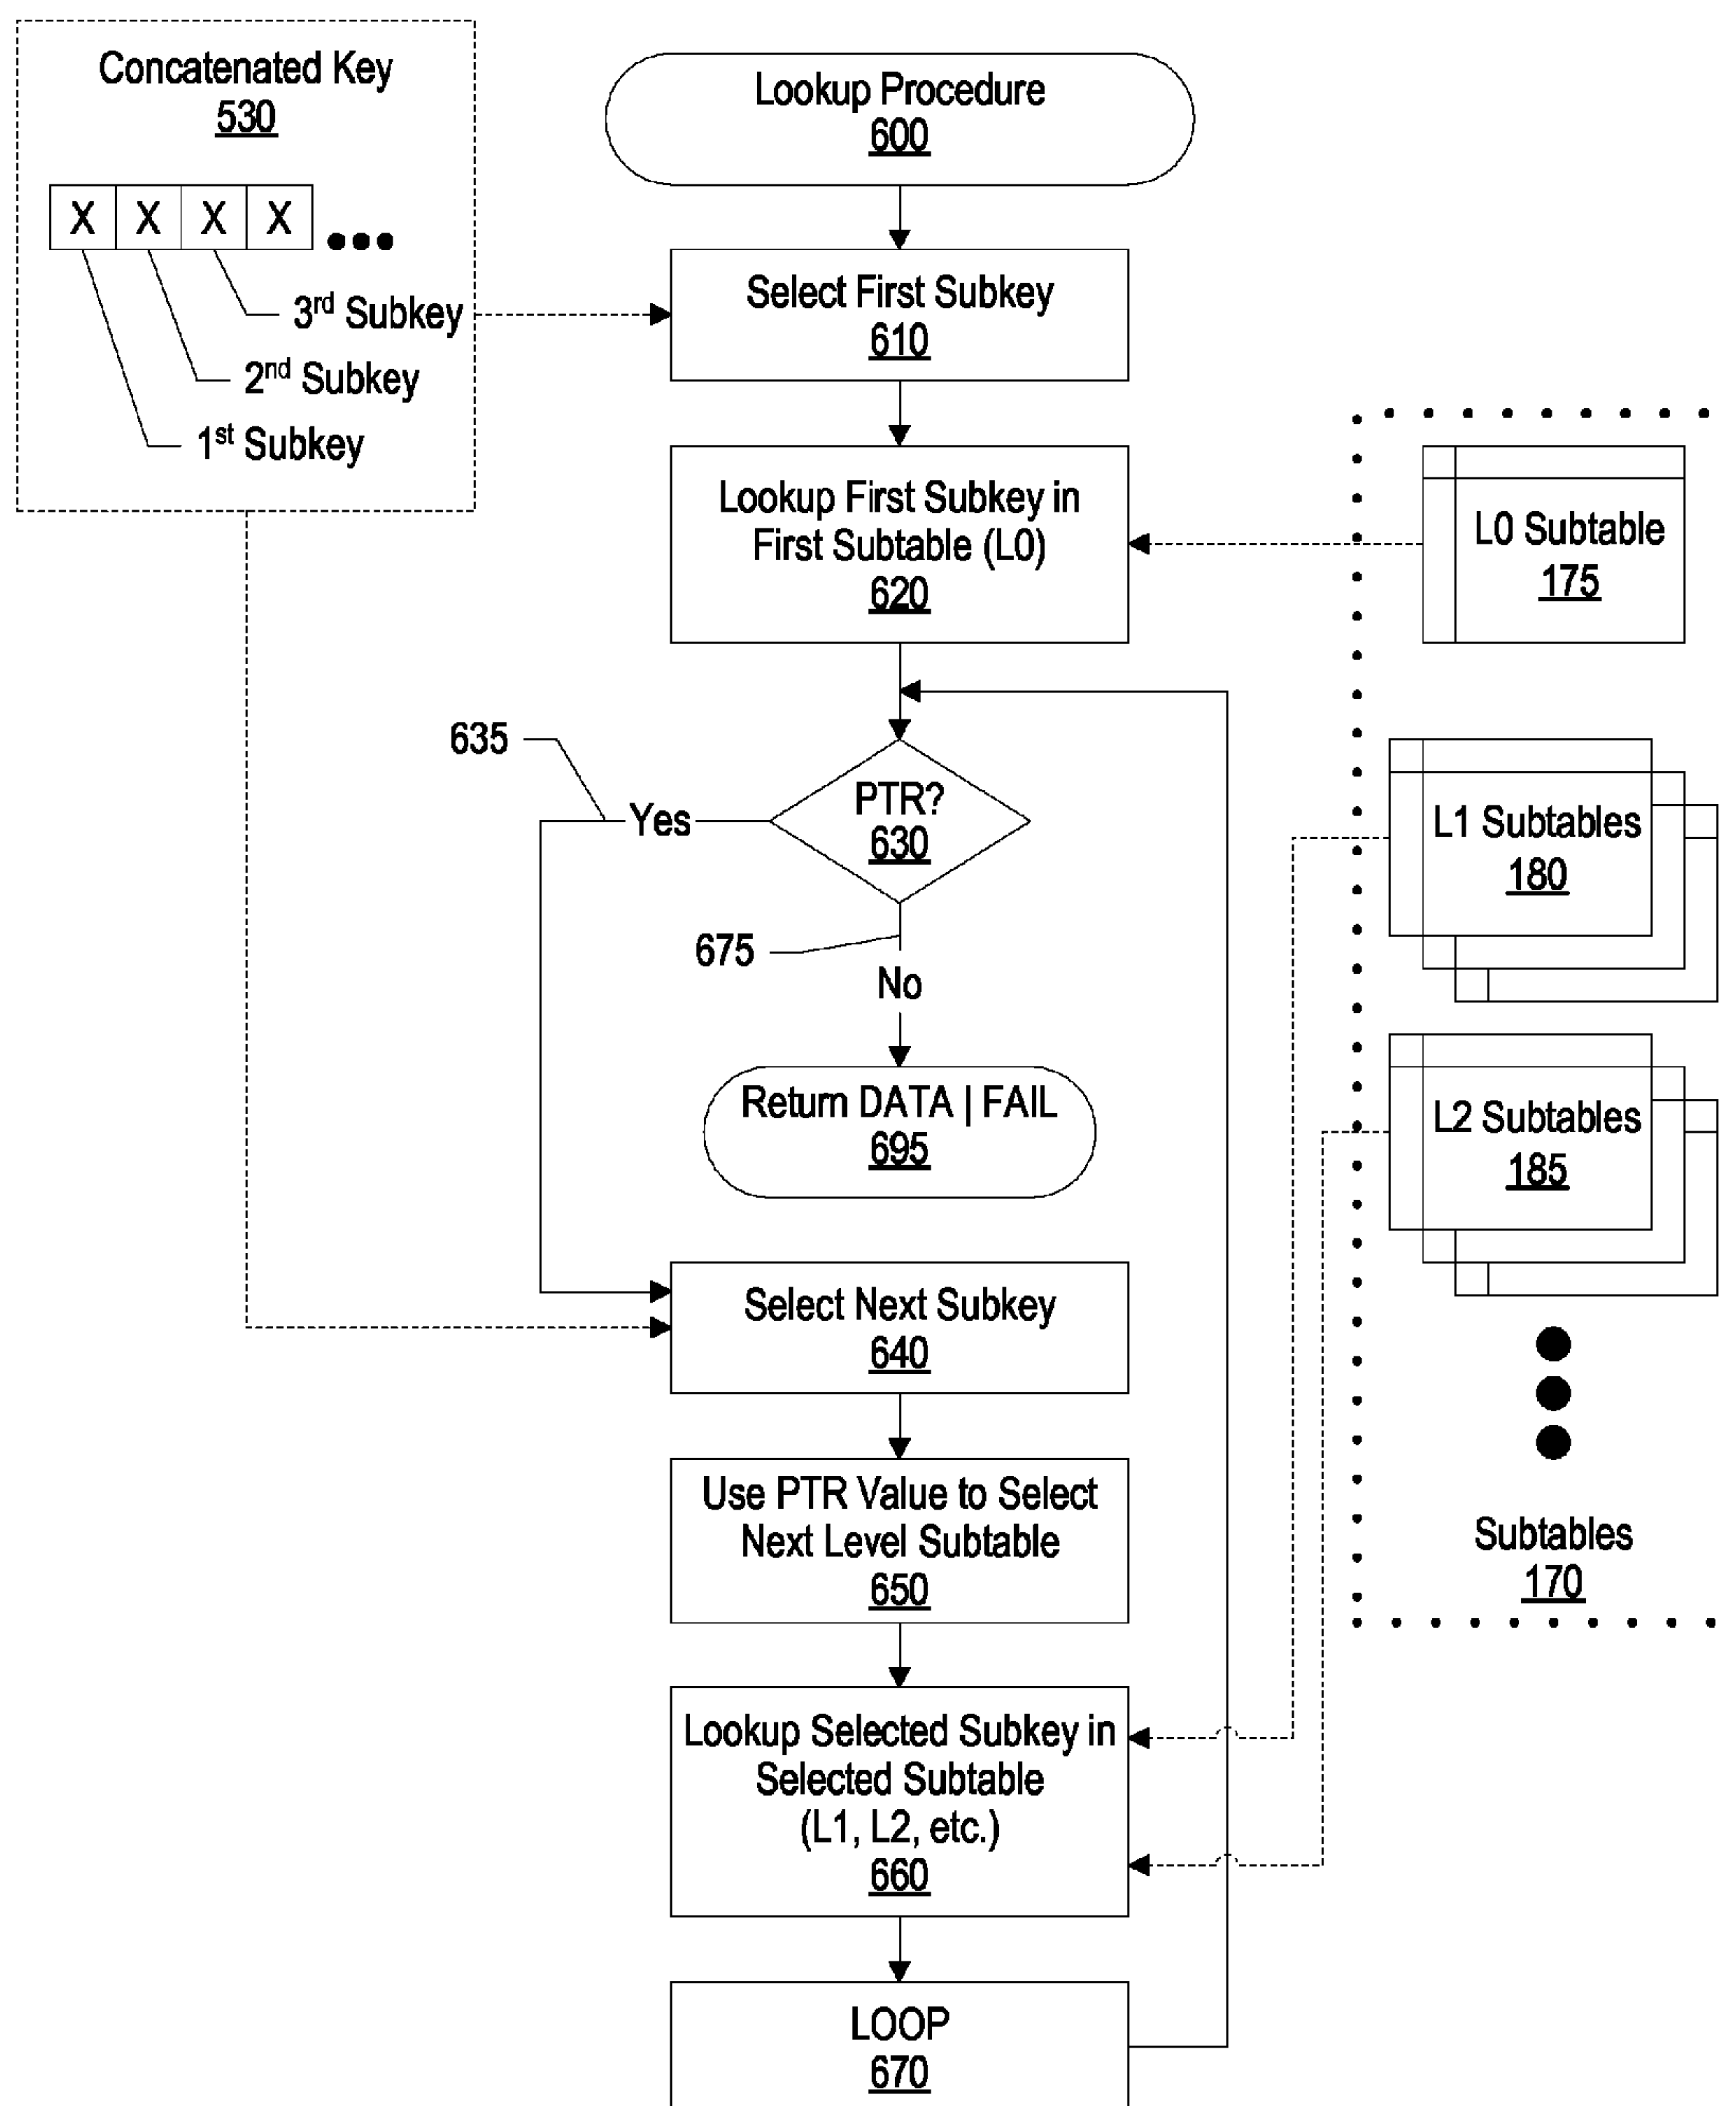 Concatenated Key
530
X X X X
3rd Subkey
2nd Subkey
1st Subkey
Lookup Procedure
600
Select First Subkey
610
Lookup First Subkey in
First Subtable (L0)
620
L0 Subtable
175
635
Yes
PTR?
630
675
No
L1 Subtables
180
Return DATA | FAIL
695
L2 Subtables
185
Select Next Subkey
640
Use PTR Value to Select
Next Level Subtable
650
Subtables
170
Lookup Selected Subkey in
Selected Subtable
(L1, L2, etc.)
660
LOOP
670